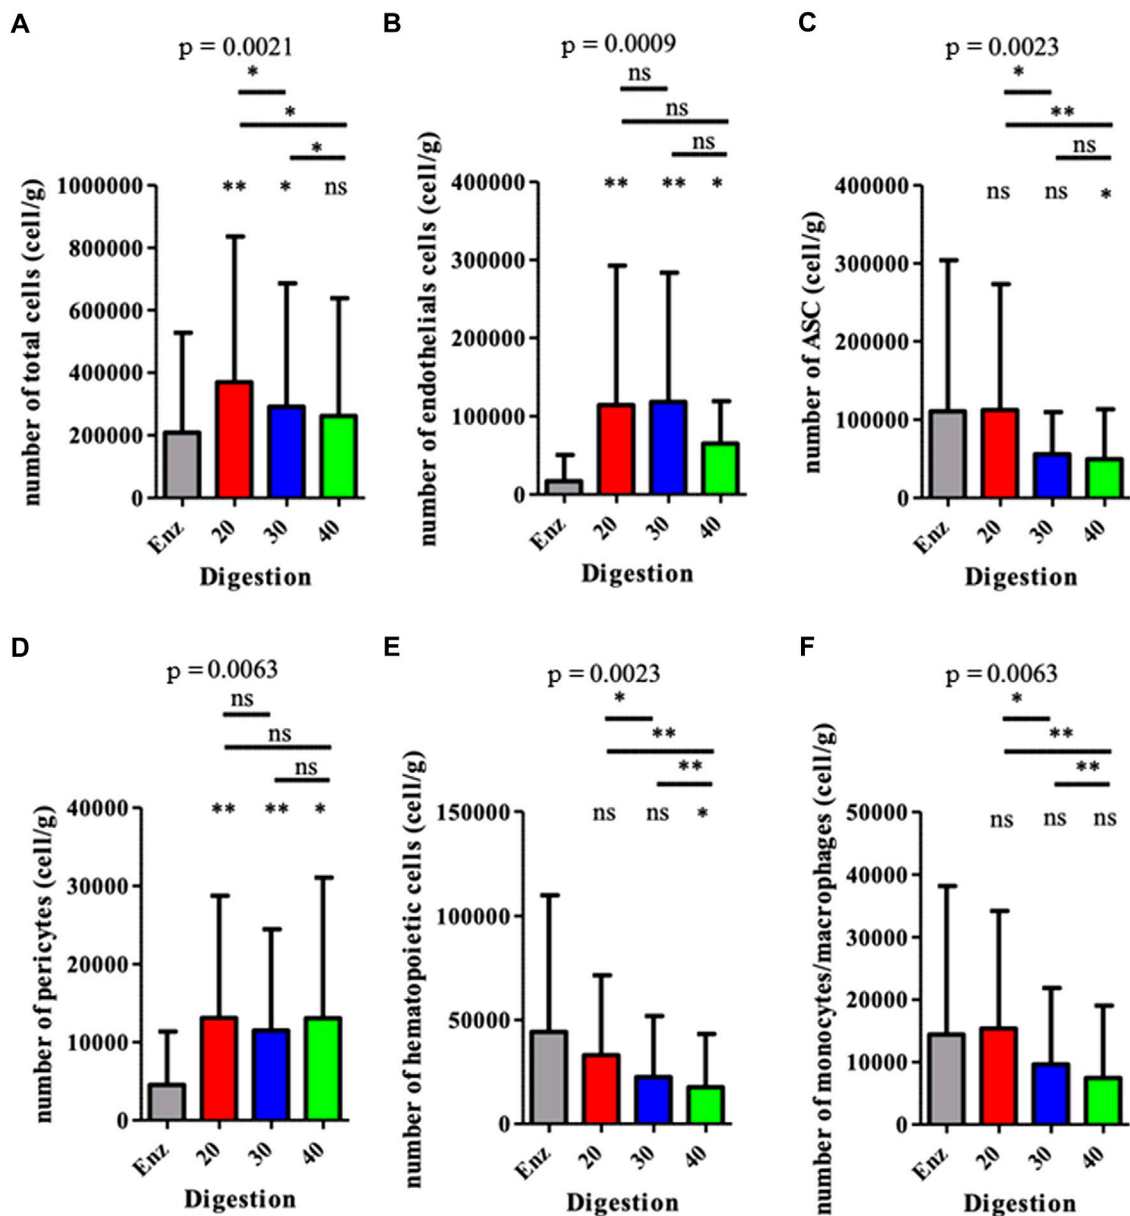 A
p = 0.0021
*
*
*
** * ns
number of total cells (cell/g)
1000000
800000
600000
400000
200000
0
Enz 20 30 40
Digestion
B
p = 0.0009
ns
ns
ns
** ** *
number of endothelials cells (cell/g)
400000
300000
200000
100000
0
Enz 20 30 40
Digestion
C
p = 0.0023
*
**
ns
ns ns *
number of ASC (cell/g)
400000
300000
200000
100000
0
Enz 20 30 40
Digestion
D
p = 0.0063
ns
ns
ns
** ** *
number of pericytes (cell/g)
40000
30000
20000
10000
0
Enz 20 30 40
Digestion
E
p = 0.0023
*
**
**
ns ns *
number of hematopoietic cells (cell/g)
150000
100000
50000
0
Enz 20 30 40
Digestion
F
p = 0.0063
*
**
**
ns ns ns
number of monocytes/macrophages (cell/g)
50000
40000
30000
20000
10000
0
Enz 20 30 40
Digestion